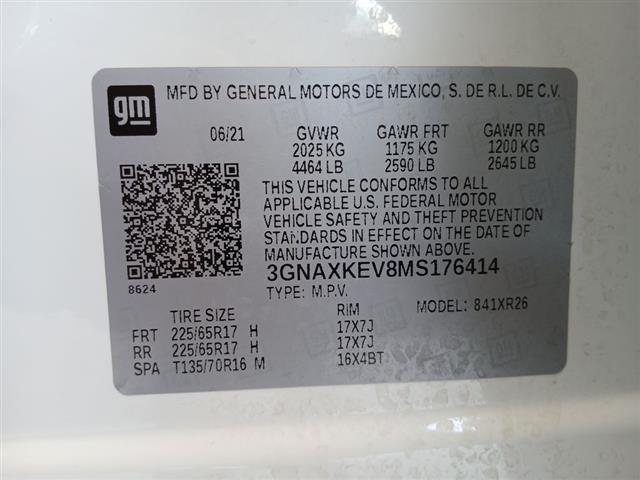 gm MFD BY GENERAL MOTORS DE MEXICO, S. DE R.L. DE C.V.
06/21 GVWR GAWR FRT GAWR RR
2025 KG 1175 KG 1200 KG
4464 LB 2590 LB 2645 LB
THIS VEHICLE CONFORMS TO ALL
APPLICABLE U.S. FEDERAL MOTOR
VEHICLE SAFETY AND THEFT PREVENTION
STANDARDS IN EFFECT ON THE DATE OF
MANUFACTURE SHOWN ABOVE.
3GNAXKEV8MS176414
8624
TYPE: M.P.V. MODEL: 841XR26
TIRE SIZE RIM
FRT 225/65R17 H 17X7J
RR 225/65R17 H 17X7J
SPA T135/70R16 M 16X4BT